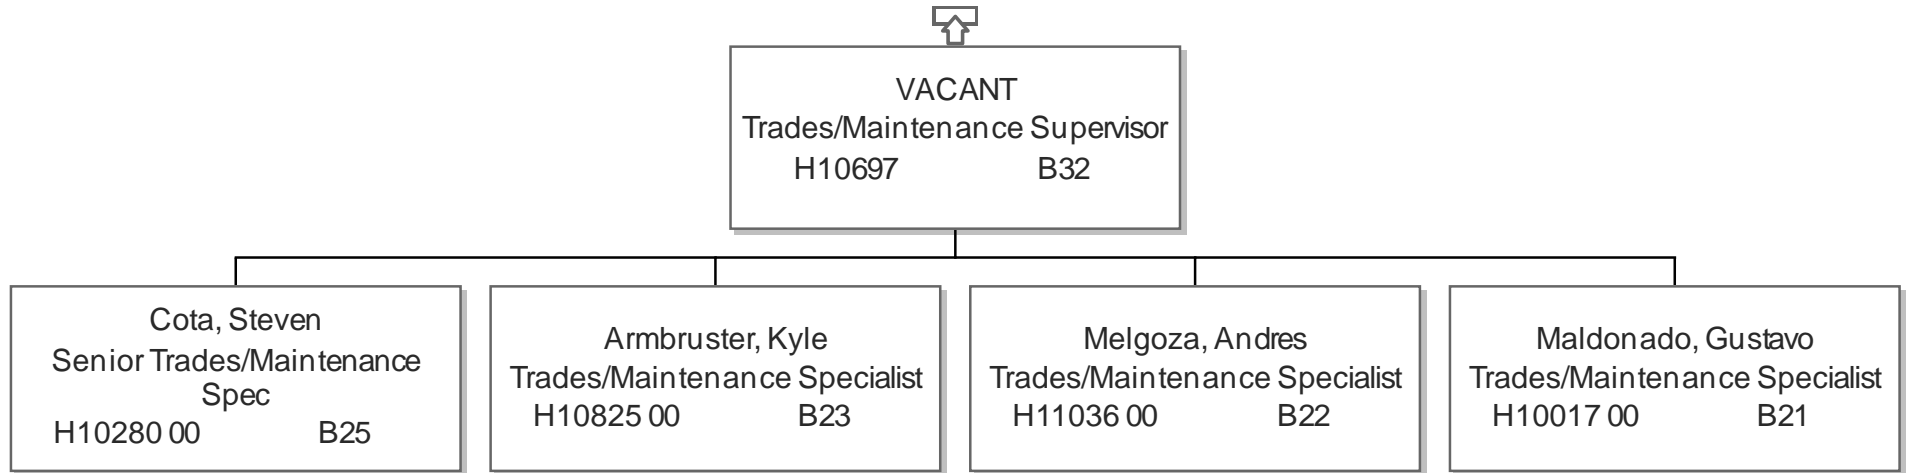 VACANT
Trades/Maintenance Supervisor
H10697 B32
Cota, Steven
Senior Trades/Maintenance
Spec
H10280 00 B25
Armbruster, Kyle
Trades/Maintenance Specialist
H10825 00 B23
Melgoza, Andres
Trades/Maintenance Specialist
H11036 00 B22
Maldonado, Gustavo
Trades/Maintenance Specialist
H10017 00 B21